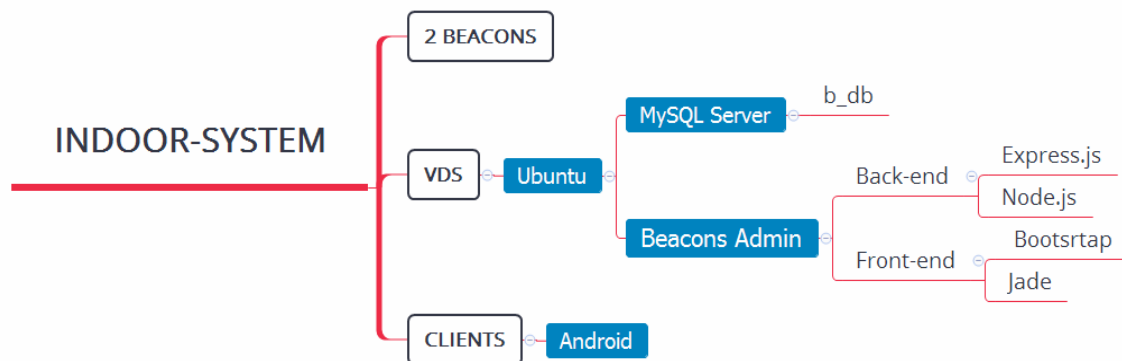 INDOOR-SYSTEM
2 BEACONS
VDS
Ubuntu
MySQL Server
b_db
Beacons Admin
Back-end
Express.js
Node.js
Front-end
Bootsrtap
Jade
CLIENTS
Android